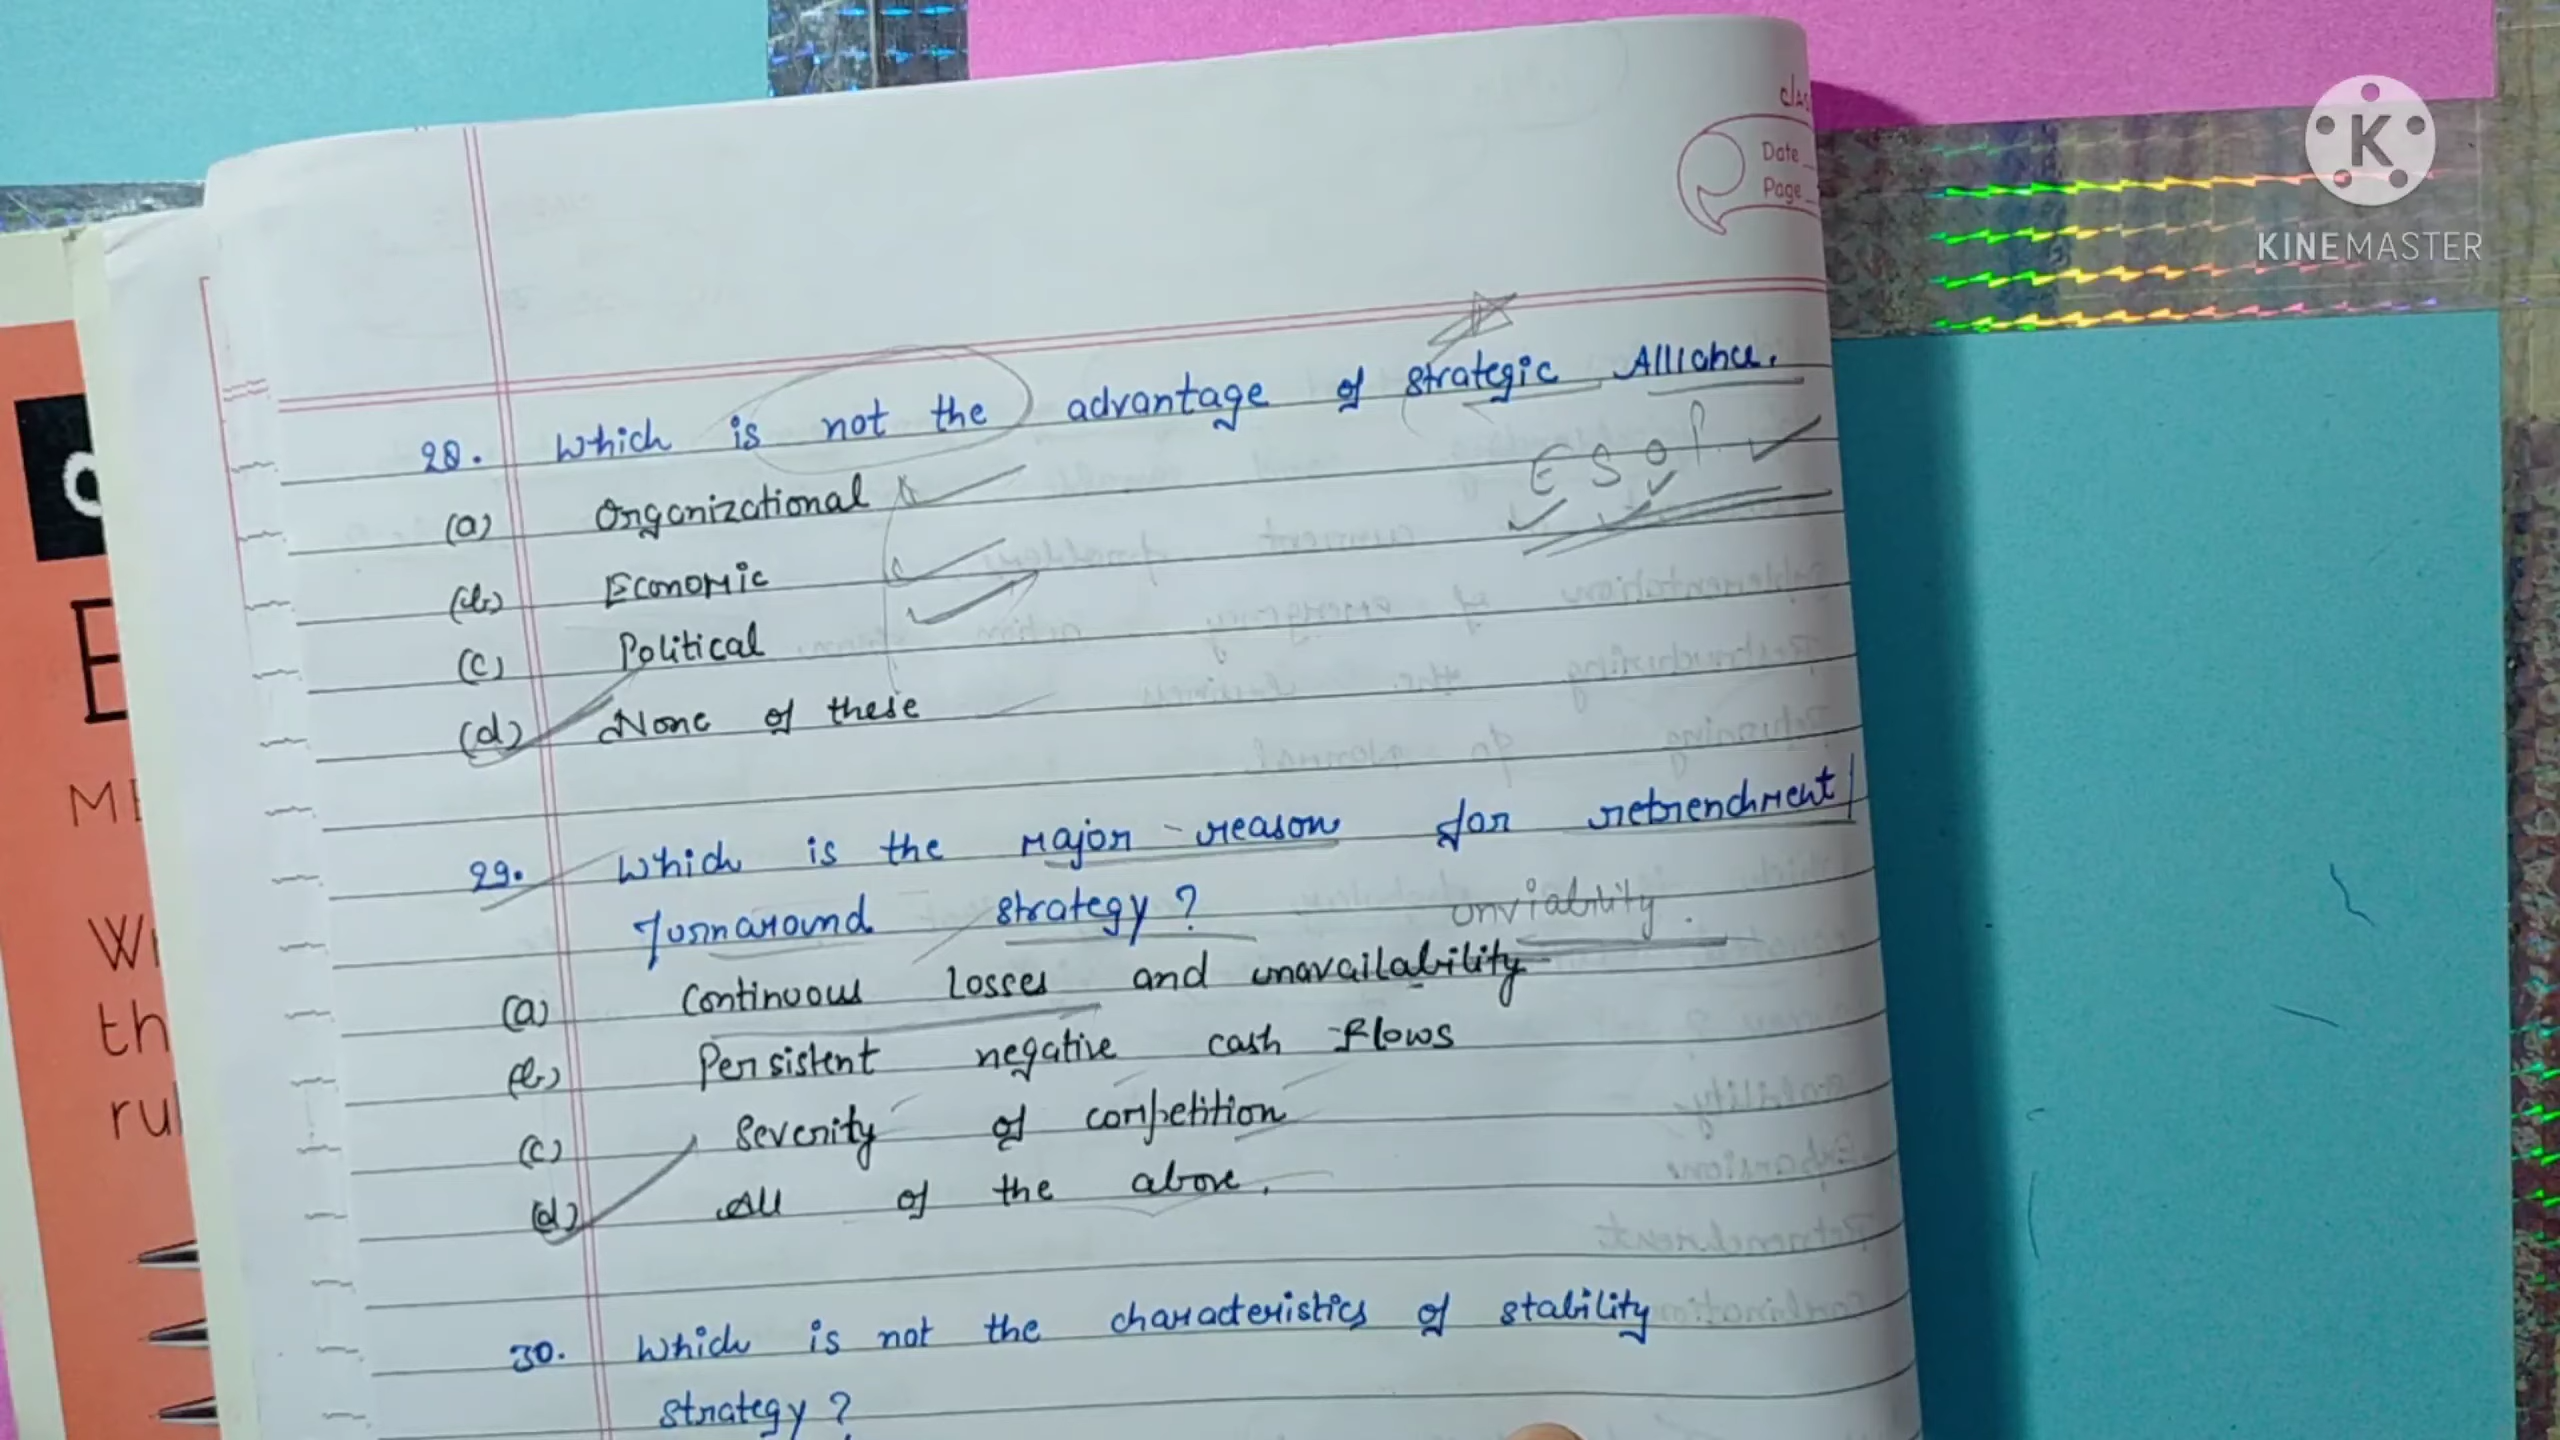 clas
Date
Page
K
KINEMASTER
28. Which is not the advantage of strategic Alliance.
E S O P
(a) Organizational
(b) Economic
(c) Political
(d) None of these
29. Which is the major reason for retrenchment/
Turnaround strategy?
unviability.
(a) Continuous Losses and unavailability
(b) Persistent negative cash flows
(c) Severity of competition
(d) All of the above.
30. Which is not the characteristics of stability
strategy?
E
th